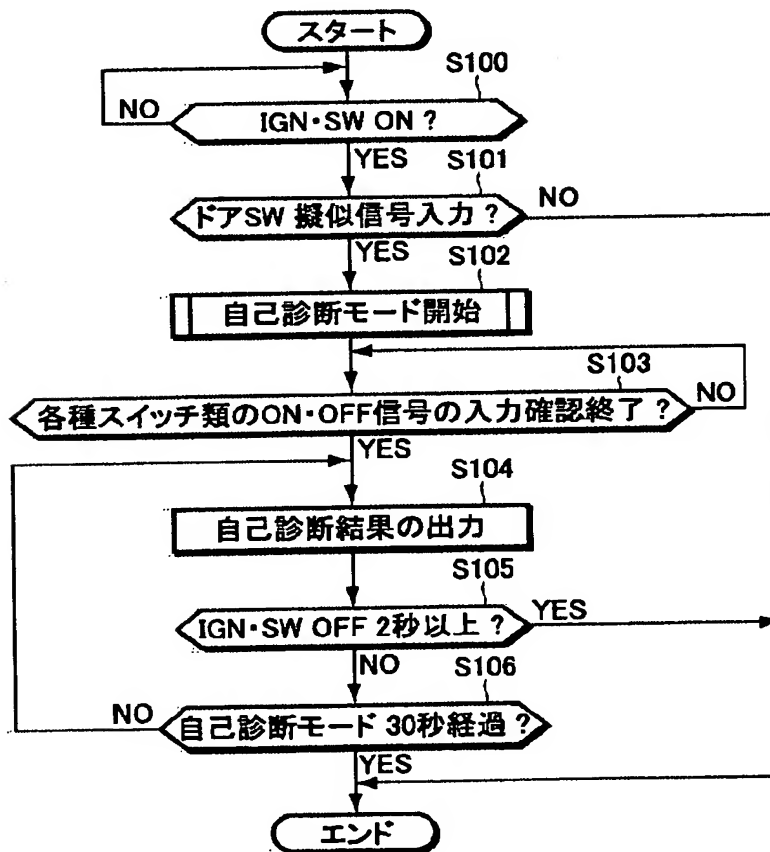 スタート
S100
NO
IGN・SW ON ?
YES
S101
ドアSW 擬似信号入力 ?
NO
YES
S102
自己診断モード開始
S103
各種スイッチ類のON・OFF信号の入力確認終了 ?
NO
YES
S104
自己診断結果の出力
S105
IGN・SW OFF 2秒以上 ?
YES
NO
S106
NO
自己診断モード 30秒経過 ?
YES
エンド